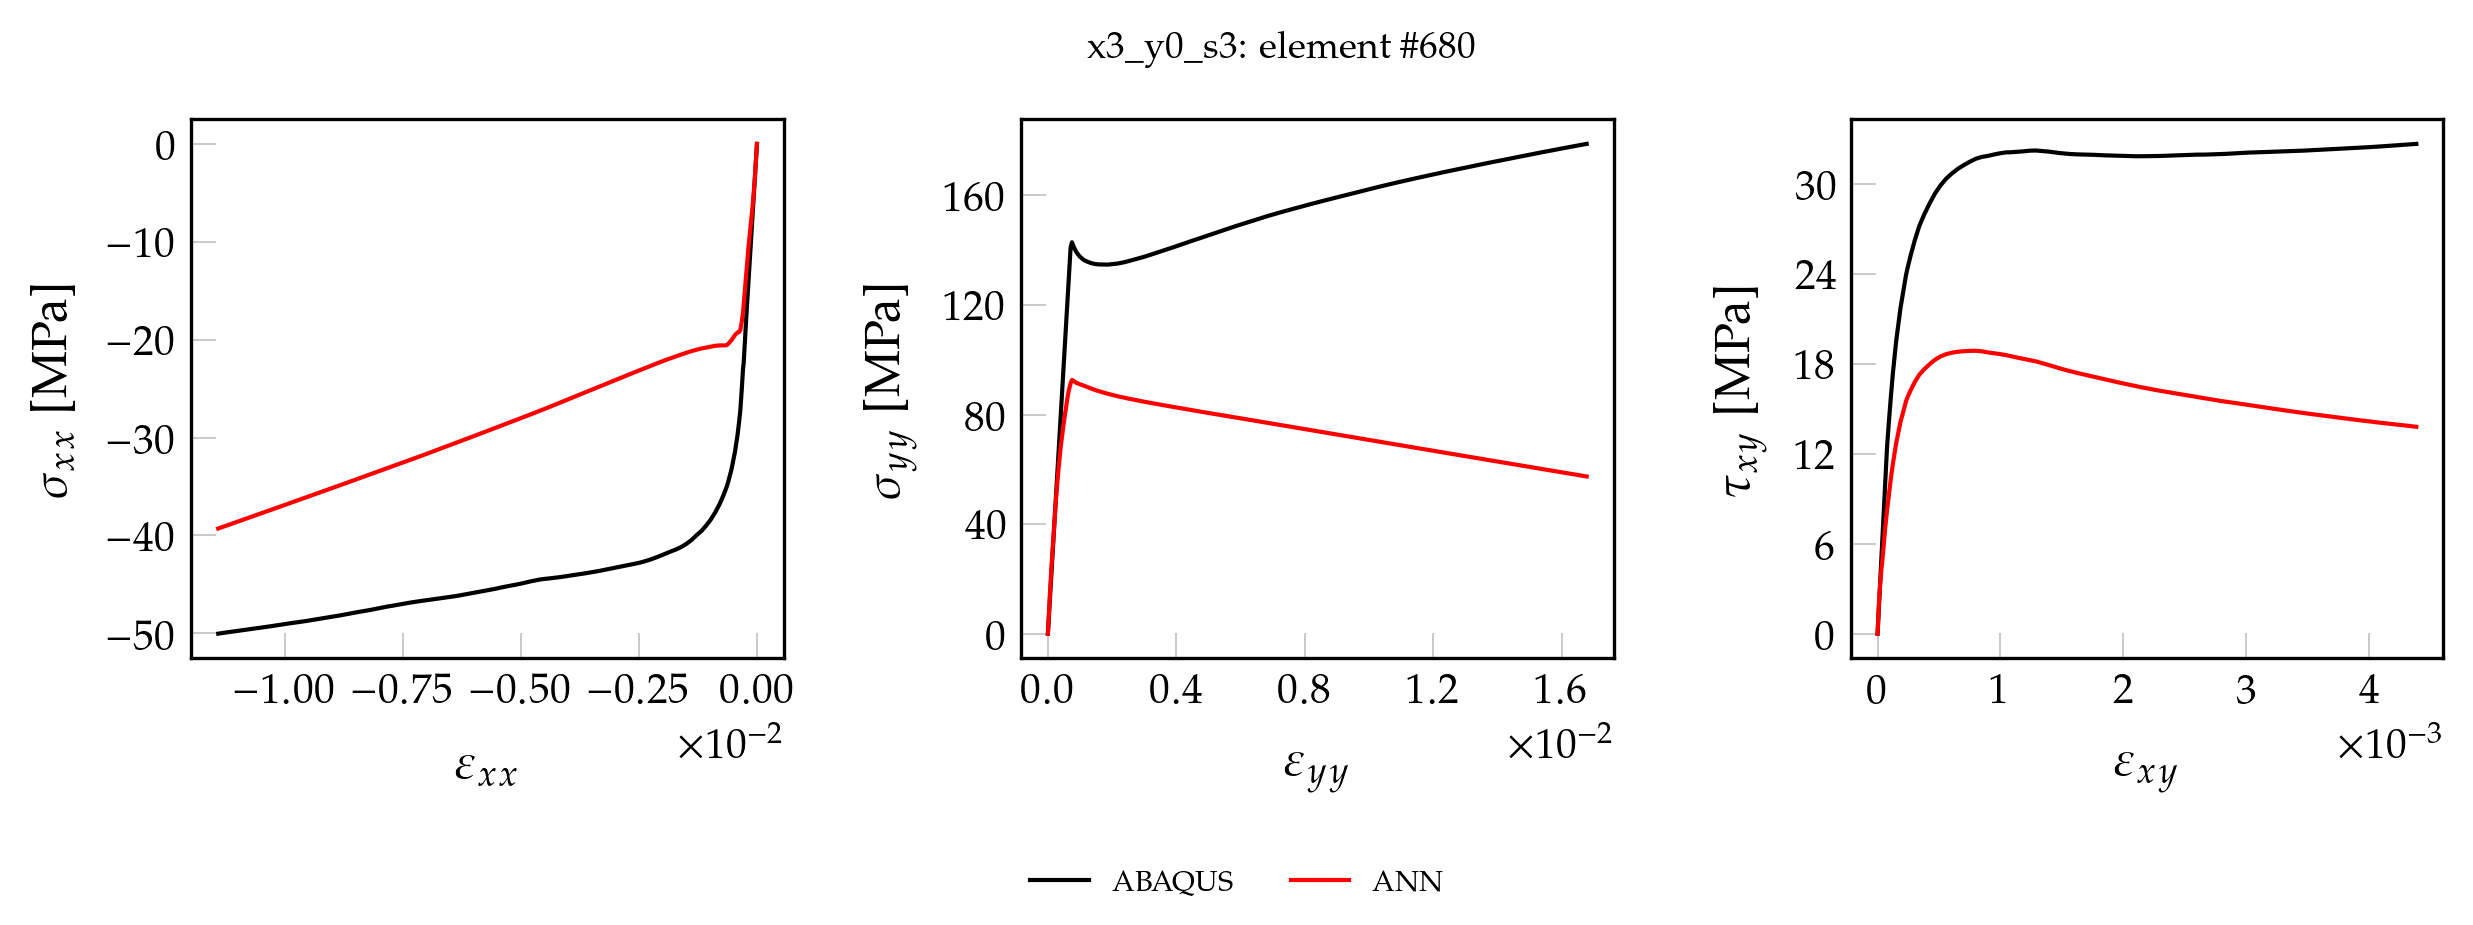 x3_y0_s3: element #680
σxx [MPa]
0
−10
−20
−30
−40
−50
−1.00 −0.75 −0.50 −0.25 0.00
×10−2
εxx
σyy [MPa]
160
120
80
40
0
0.0 0.4 0.8 1.2 1.6
×10−2
εyy
τxy [MPa]
30
24
18
12
6
0
0 1 2 3 4
×10−3
εxy
ABAQUS ANN